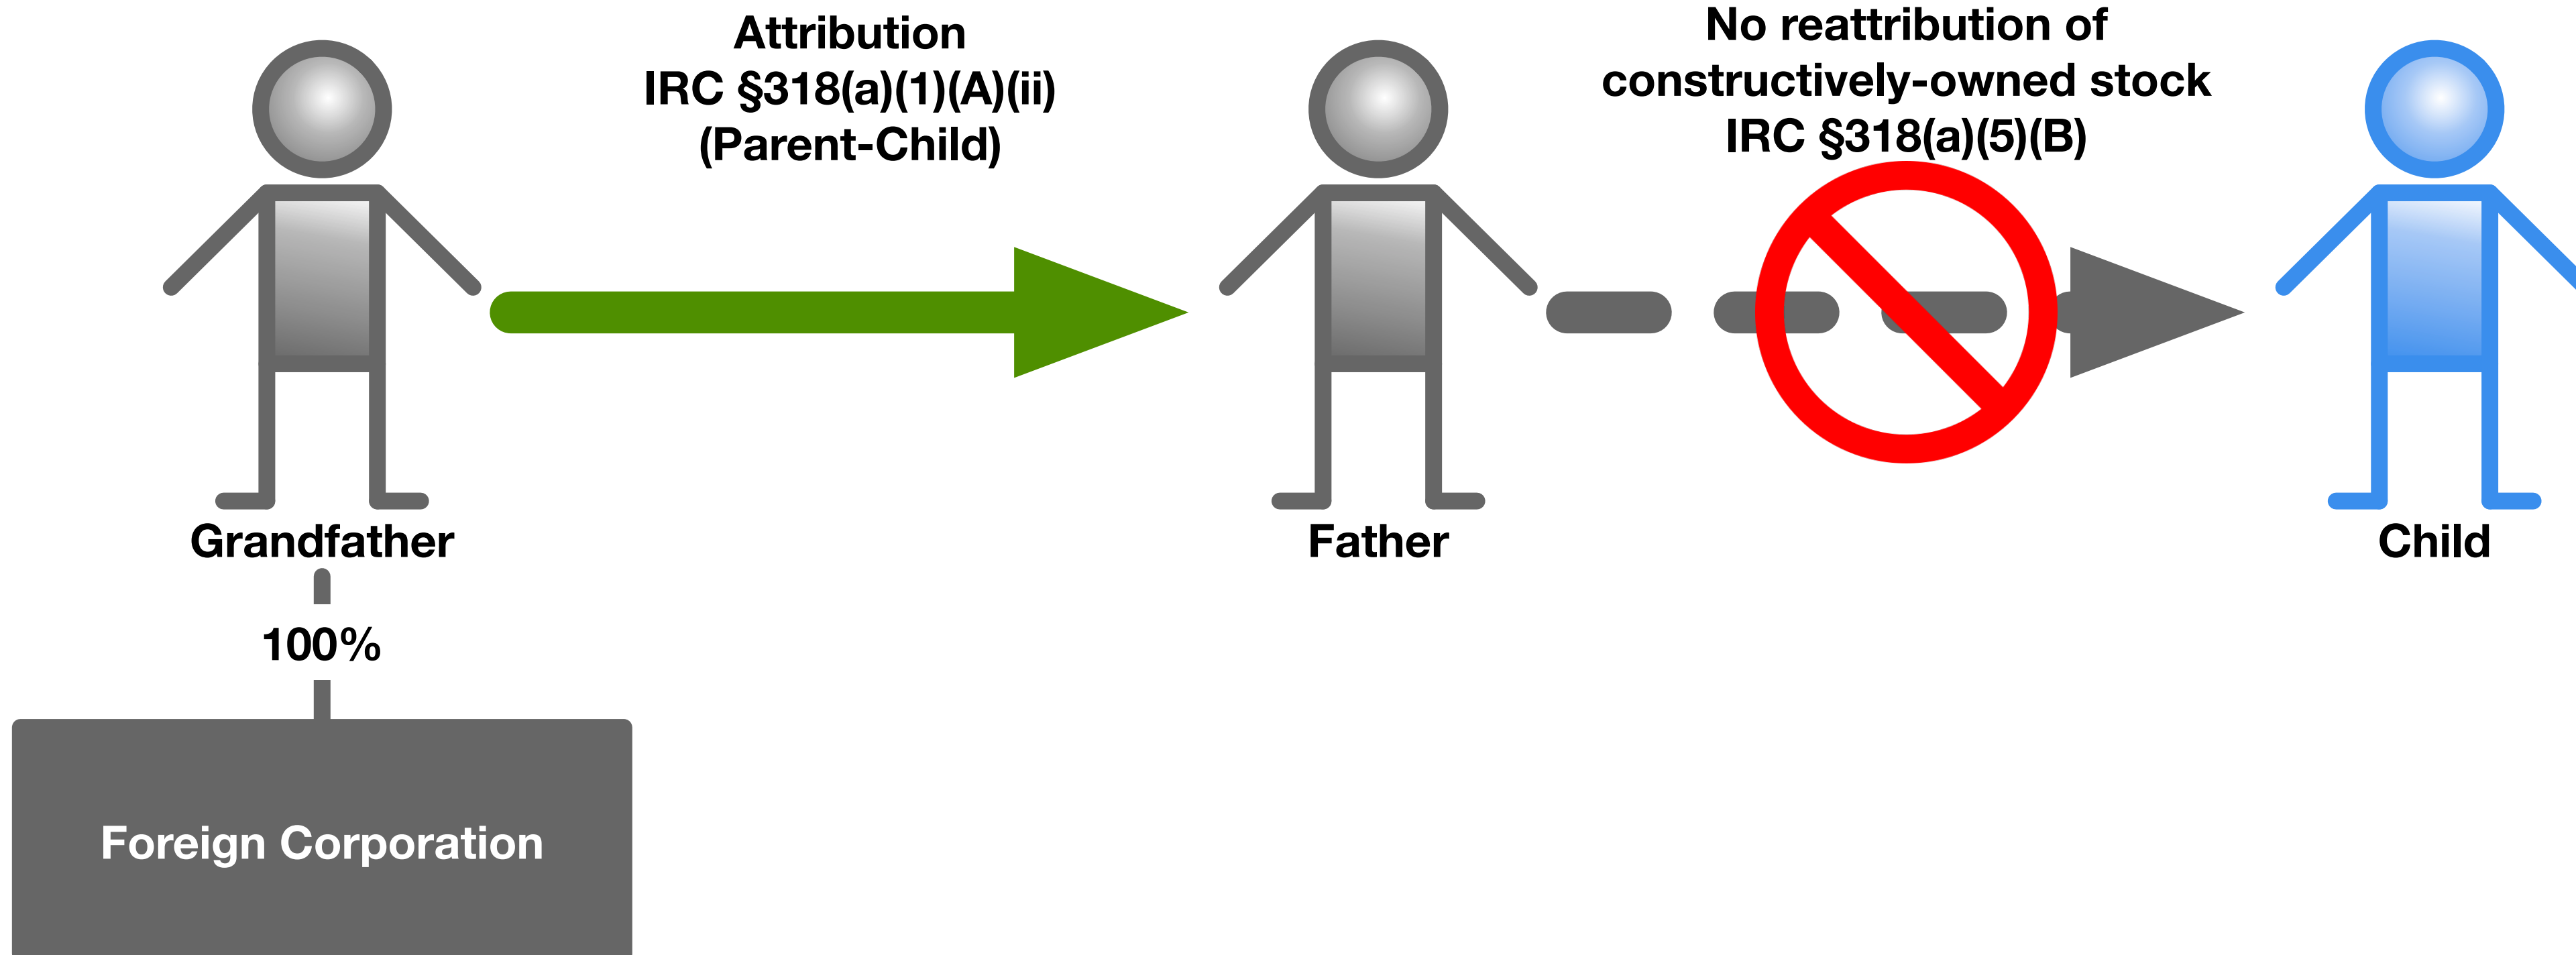 Attribution
IRC §318(a)(1)(A)(ii)
(Parent-Child)
No reattribution of
constructively-owned stock
IRC §318(a)(5)(B)
Grandfather
Father
Child
100%
Foreign Corporation